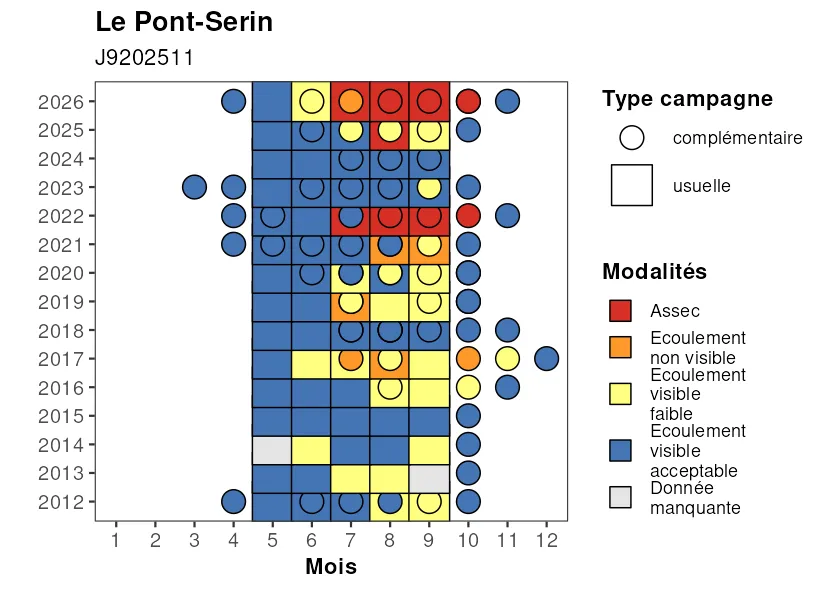 Le Pont-Serin
J9202511
2026
2025
2024
2023
2022
2021
2020
2019
2018
2017
2016
2015
2014
2013
2012
1 2 3 4 5 6 7 8 9 10 11 12
Mois
Type campagne
complémentaire
usuelle
Modalités
Assec
Ecoulement
non visible
Ecoulement
visible
faible
Ecoulement
visible
acceptable
Donnée
manquante